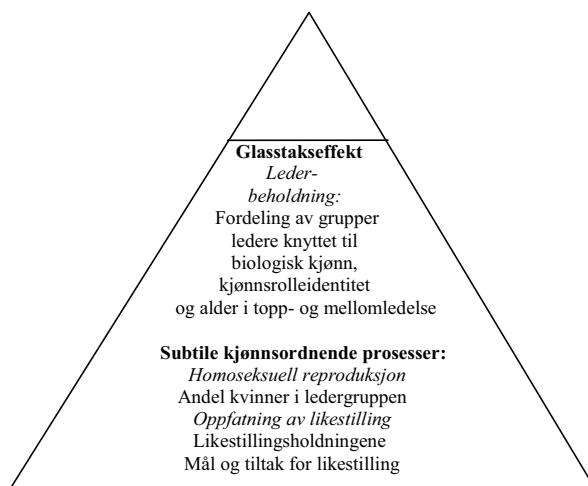 Glasstakseffekt
Leder-
beholdning:
Fordeling av grupper
ledere knyttet til
biologisk kjønn,
kjønnsrolleidentitet
og alder i topp- og mellomledelse
Subtile kjønnsordnende prosesser:
Homoseksuell reproduksjon
Andel kvinner i ledergruppen
Oppfatning av likestilling
Likestillingsholdningene
Mål og tiltak for likestilling